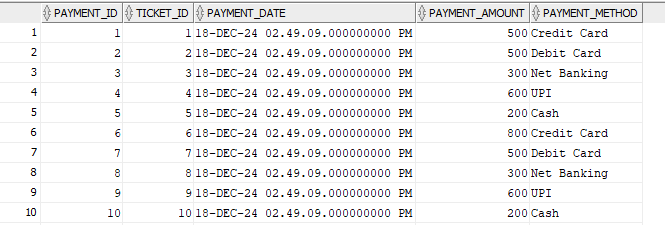 PAYMENT_ID TICKET_ID PAYMENT_DATE PAYMENT_AMOUNT PAYMENT_METHOD
1 1 1 18-DEC-24 02.49.09.000000000 PM 500 Credit Card
2 2 2 18-DEC-24 02.49.09.000000000 PM 500 Debit Card
3 3 3 18-DEC-24 02.49.09.000000000 PM 300 Net Banking
4 4 4 18-DEC-24 02.49.09.000000000 PM 600 UPI
5 5 5 18-DEC-24 02.49.09.000000000 PM 200 Cash
6 6 6 18-DEC-24 02.49.09.000000000 PM 800 Credit Card
7 7 7 18-DEC-24 02.49.09.000000000 PM 500 Debit Card
8 8 8 18-DEC-24 02.49.09.000000000 PM 300 Net Banking
9 9 9 18-DEC-24 02.49.09.000000000 PM 600 UPI
10 10 10 18-DEC-24 02.49.09.000000000 PM 200 Cash